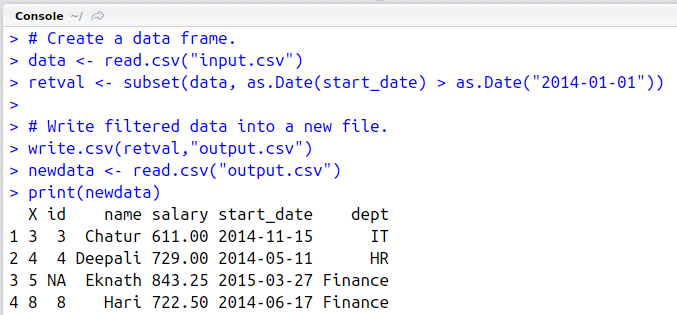 Console ~/
> # Create a data frame.
> data <- read.csv("input.csv")
> retval <- subset(data, as.Date(start_date) > as.Date("2014-01-01"))
>
> # Write filtered data into a new file.
> write.csv(retval,"output.csv")
> newdata <- read.csv("output.csv")
> print(newdata)
  X id    name salary start_date    dept
1 3  3  Chatur 611.00 2014-11-15      IT
2 4  4 Deepali 729.00 2014-05-11      HR
3 5 NA  Eknath 843.25 2015-03-27 Finance
4 8  8    Hari 722.50 2014-06-17 Finance